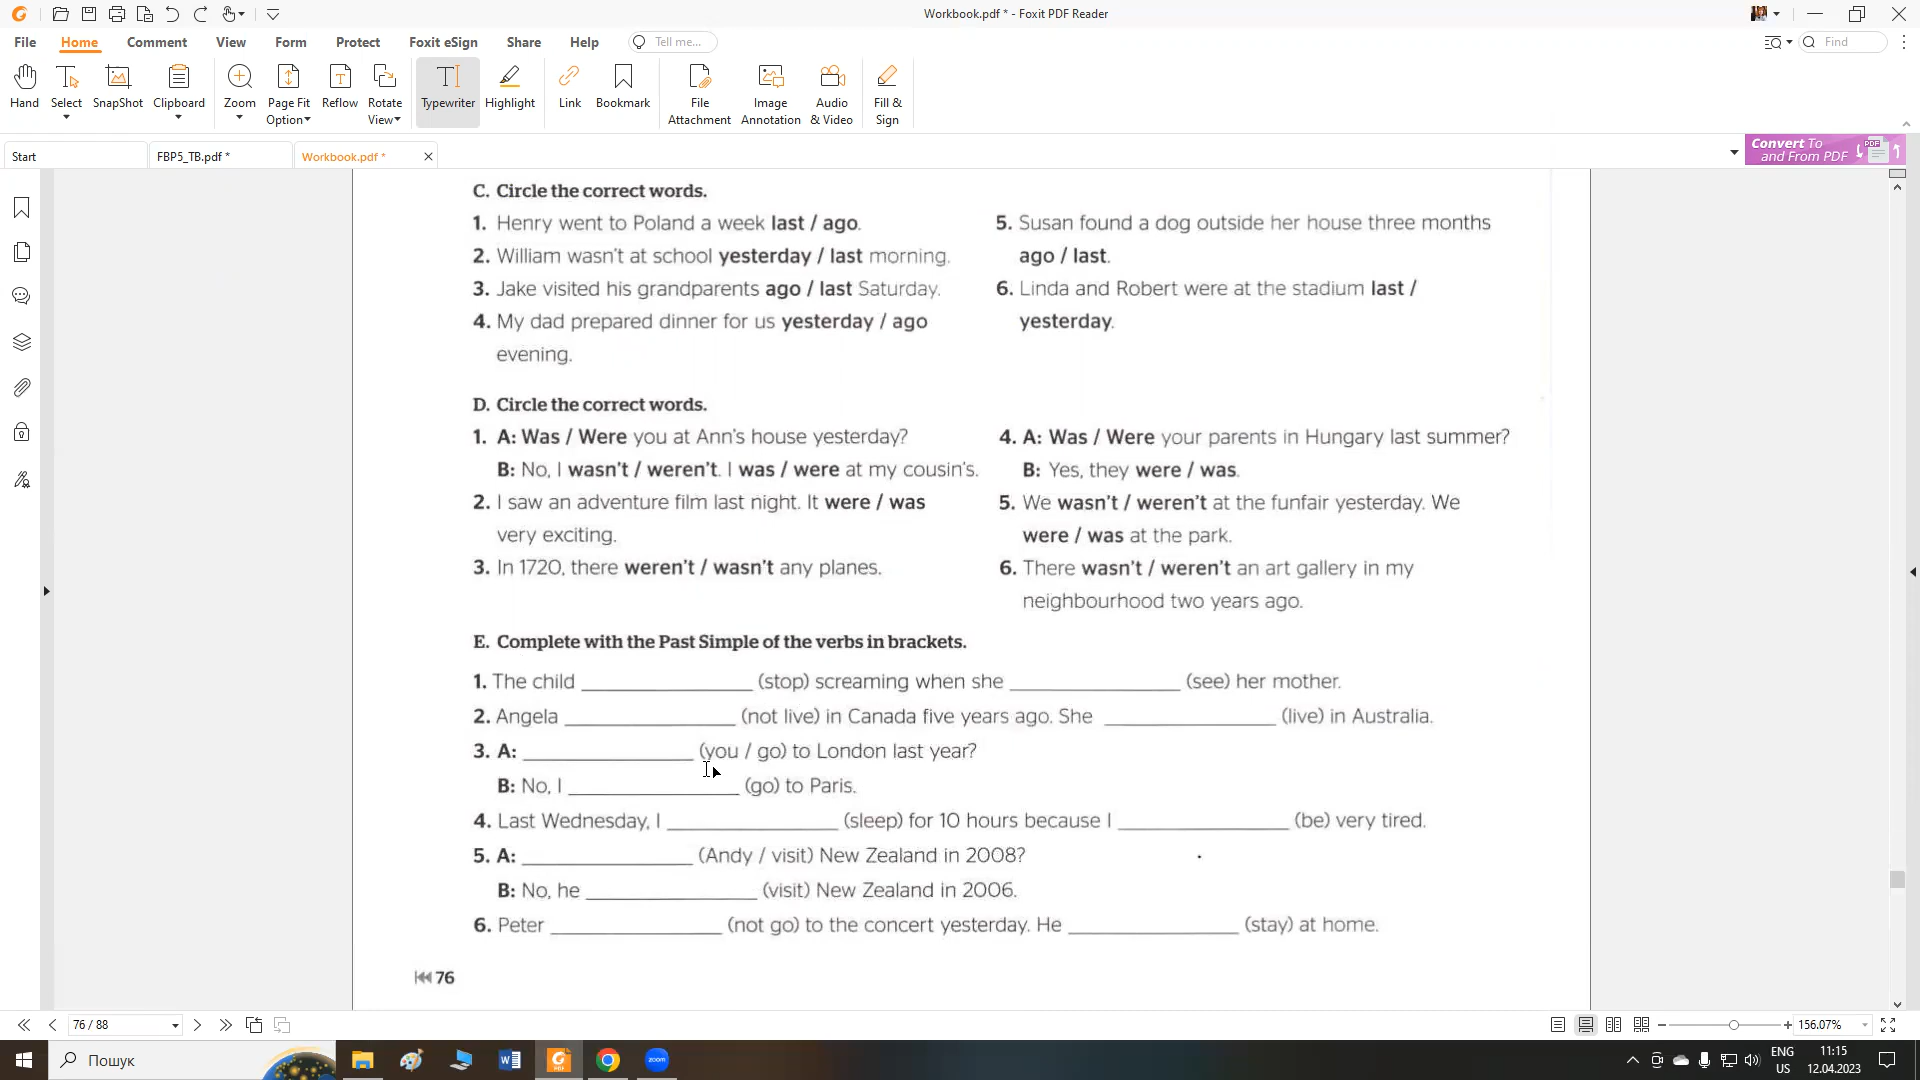 Workbook.pdf * - Foxit PDF Reader
File Home Comment View Form Protect Foxit eSign Share Help Tell me... Find
Hand Select SnapShot Clipboard Zoom Page Fit Option Reflow Rotate View Typewriter Highlight Link Bookmark File Attachment Image Annotation Audio & Video Fill & Sign
Start FBP5_TB.pdf * Workbook.pdf * Convert To and From PDF PDF
C. Circle the correct words.
1. Henry went to Poland a week last / ago.
2. William wasn't at school yesterday / last morning.
3. Jake visited his grandparents ago / last Saturday.
4. My dad prepared dinner for us yesterday / ago
evening.
5. Susan found a dog outside her house three months
ago / last.
6. Linda and Robert were at the stadium last /
yesterday.
D. Circle the correct words.
1. A: Was / Were you at Ann's house yesterday?
B: No, I wasn't / weren't. I was / were at my cousin's.
2. I saw an adventure film last night. It were / was
very exciting.
3. In 1720, there weren't / wasn't any planes.
4. A: Was / Were your parents in Hungary last summer?
B: Yes, they were / was.
5. We wasn't / weren't at the funfair yesterday. We
were / was at the park.
6. There wasn't / weren't an art gallery in my
neighbourhood two years ago.
E. Complete with the Past Simple of the verbs in brackets.
1. The child ________________ (stop) screaming when she ________________ (see) her mother.
2. Angela ________________ (not live) in Canada five years ago. She ________________ (live) in Australia.
3. A: ________________ (you / go) to London last year?
B: No, I ________________ (go) to Paris.
4. Last Wednesday, I ________________ (sleep) for 10 hours because I ________________ (be) very tired.
5. A: ________________ (Andy / visit) New Zealand in 2008?
B: No, he ________________ (visit) New Zealand in 2006.
6. Peter ________________ (not go) to the concert yesterday. He ________________ (stay) at home.
76
76 / 88 156.07%
Пошук zoom ENG 11:15
US 12.04.2023